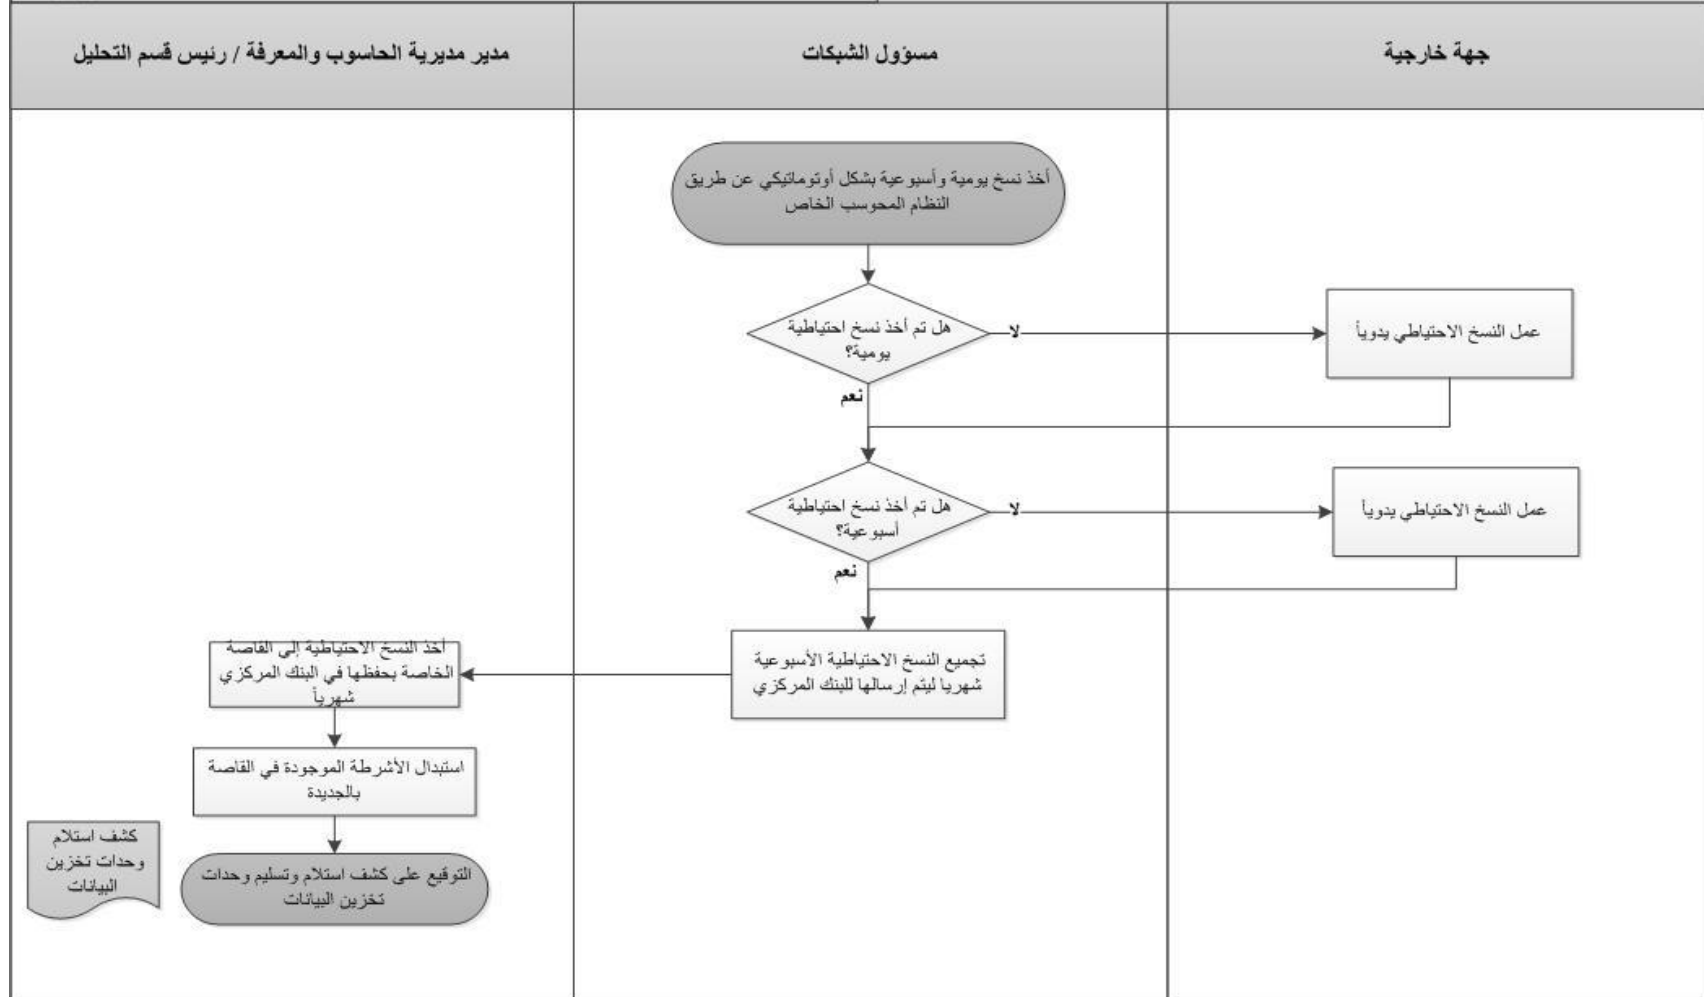 جهة خارجية
مسؤول الشبكات
مدير مديرية الحاسوب والمعرفة / رئيس قسم التحليل
أخذ نسخ يومية وأسبوعية بشكل أوتوماتيكي عن طريق
النظام المحوسب الخاص
هل تم أخذ نسخ احتياطية
يومية؟
لا
عمل النسخ الاحتياطي يدوياً
نعم
هل تم أخذ نسخ احتياطية
أسبوعية؟
لا
عمل النسخ الاحتياطي يدوياً
نعم
تجميع النسخ الاحتياطية الأسبوعية
شهريا ليتم إرسالها للبنك المركزي
أخذ النسخ الاحتياطية إلى القاصة
الخاصة بحفظها في البنك المركزي
شهرياً
استبدال الأشرطة الموجودة في القاصة
بالجديدة
التوقيع على كشف استلام وتسليم وحدات
تخزين البيانات
كشف استلام
وحدات تخزين
البيانات